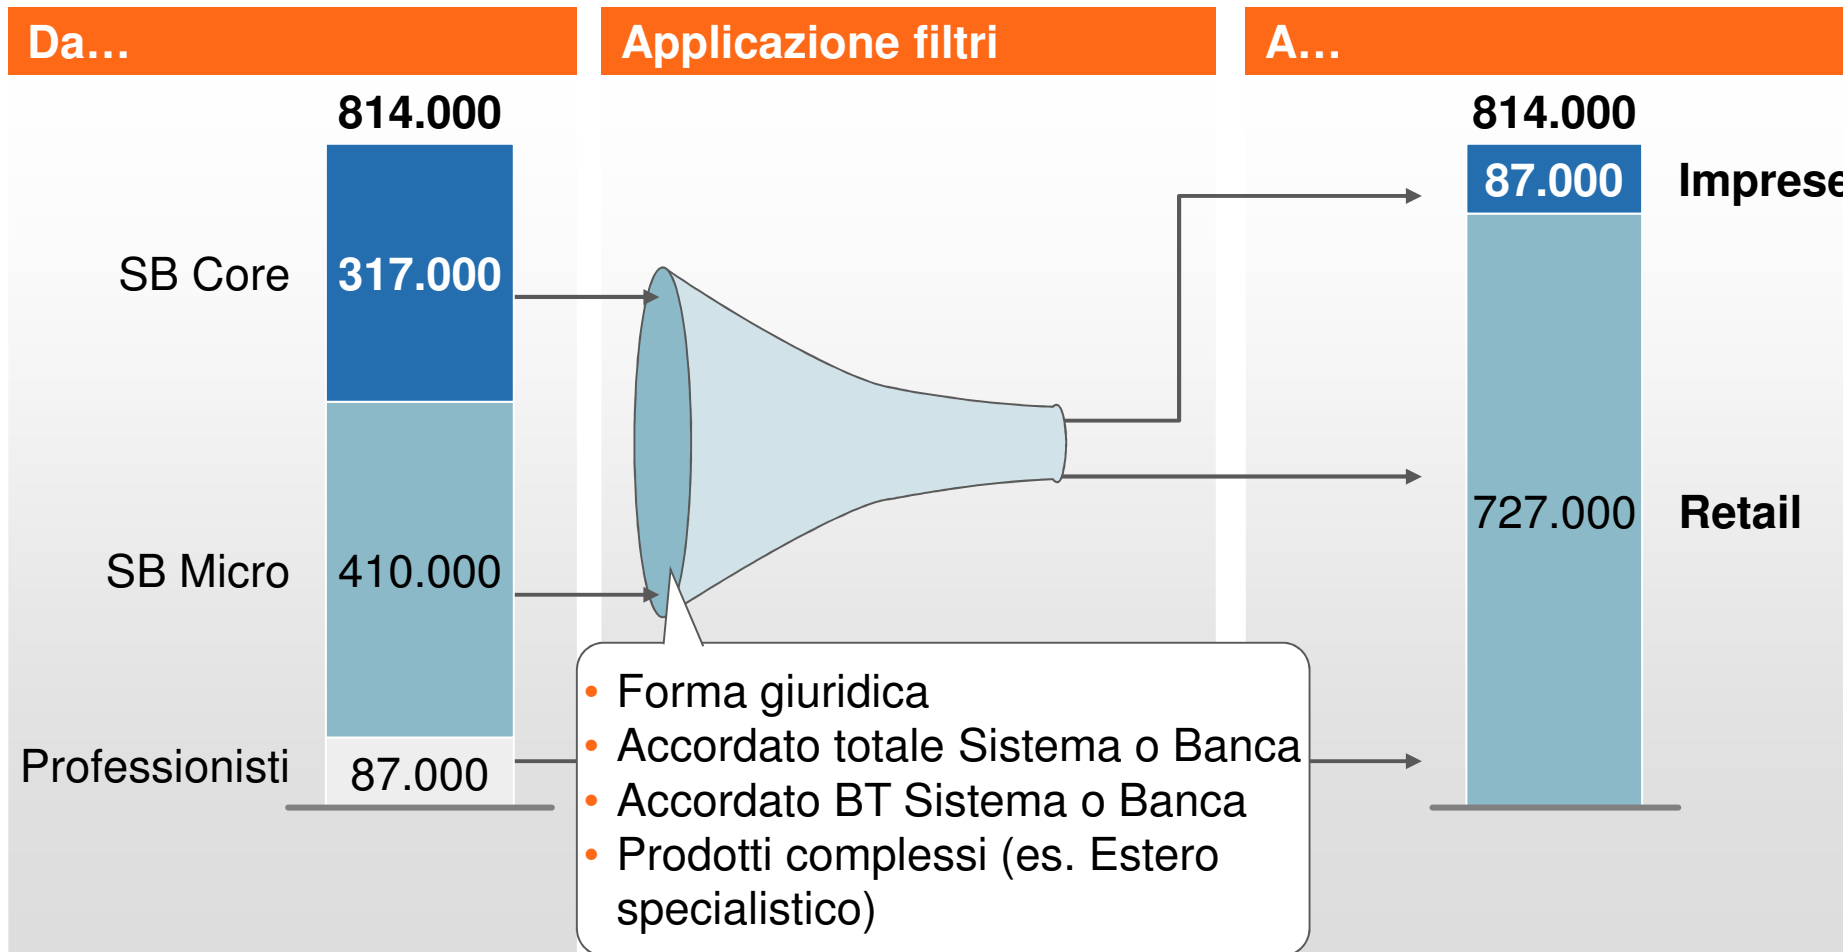 Da…
Applicazione filtri
A…
814.000
SB Core
317.000
SB Micro
410.000
Professionisti
87.000
• Forma giuridica
• Accordato totale Sistema o Banca
• Accordato BT Sistema o Banca
• Prodotti complessi (es. Estero
specialistico)
814.000
87.000
Imprese
727.000
Retail